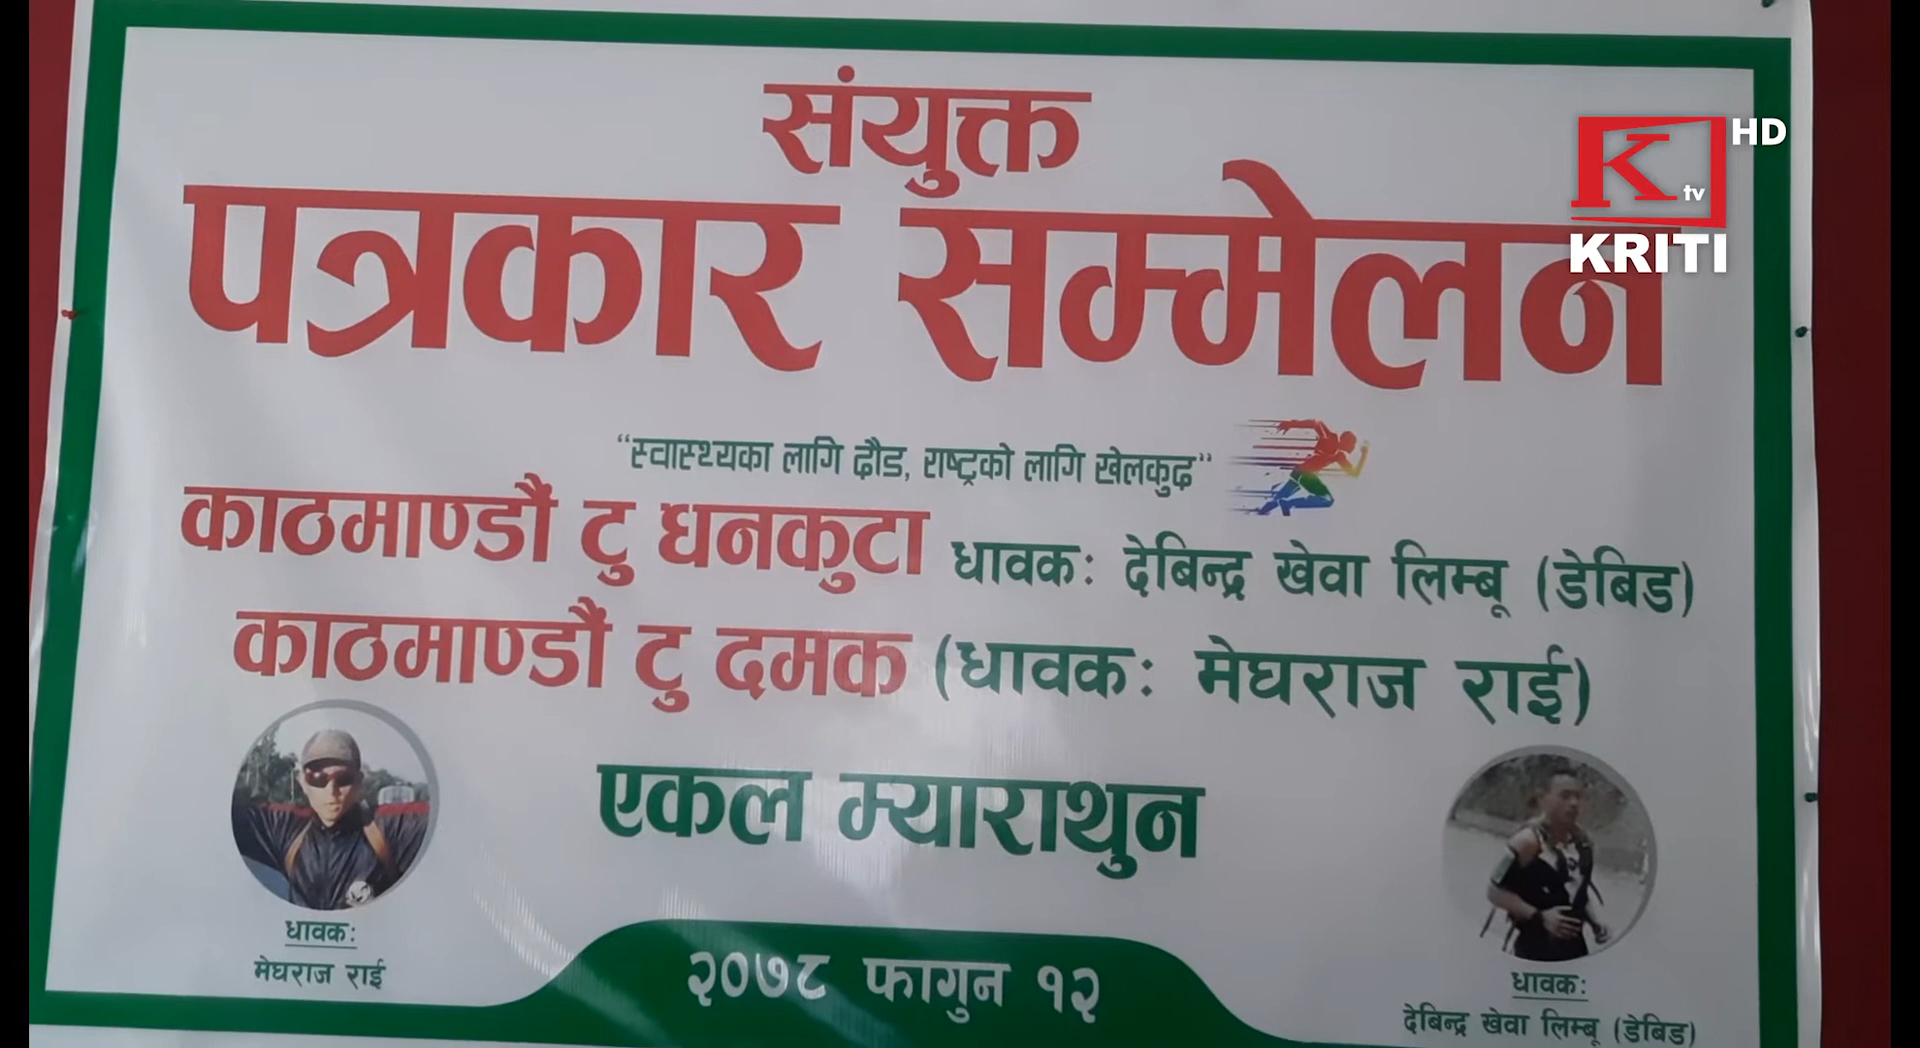 संयुक्त
पत्रकार सम्मेलन
HD
K tv
KRITI
“स्वास्थ्यका लागि दौड, राष्ट्रको लागि खेलकुढ”
काठमाण्डौं टु धनकुटा धावकः देबिन्द्र खेवा लिम्बू (डेबिड)
काठमाण्डौं टु दमक (धावकः मेघराज राई)
एकल म्याराथुन
धावकः
मेघराज राई
२०७८ फागुन १२
धावकः
देबिन्द्र खेवा लिम्बू (डेबिड)